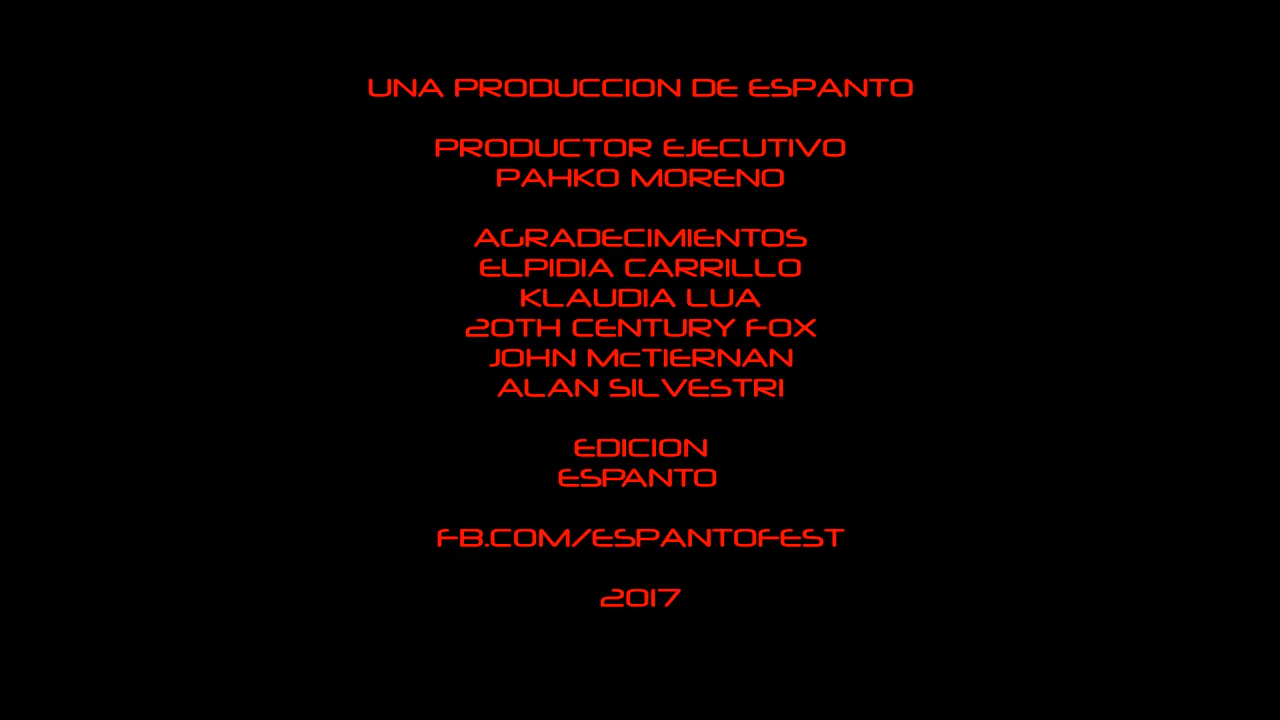 UNA PRODUCCION DE ESPANTO
PRODUCTOR EJECUTIVO
PAHKO MORENO
AGRADECIMIENTOS
ELPIDIA CARRILLO
KLAUDIA LUA
20TH CENTURY FOX
JOHN McTIERNAN
ALAN SILVESTRI
EDICION
ESPANTO
FB.COM/ESPANTOFEST
2017